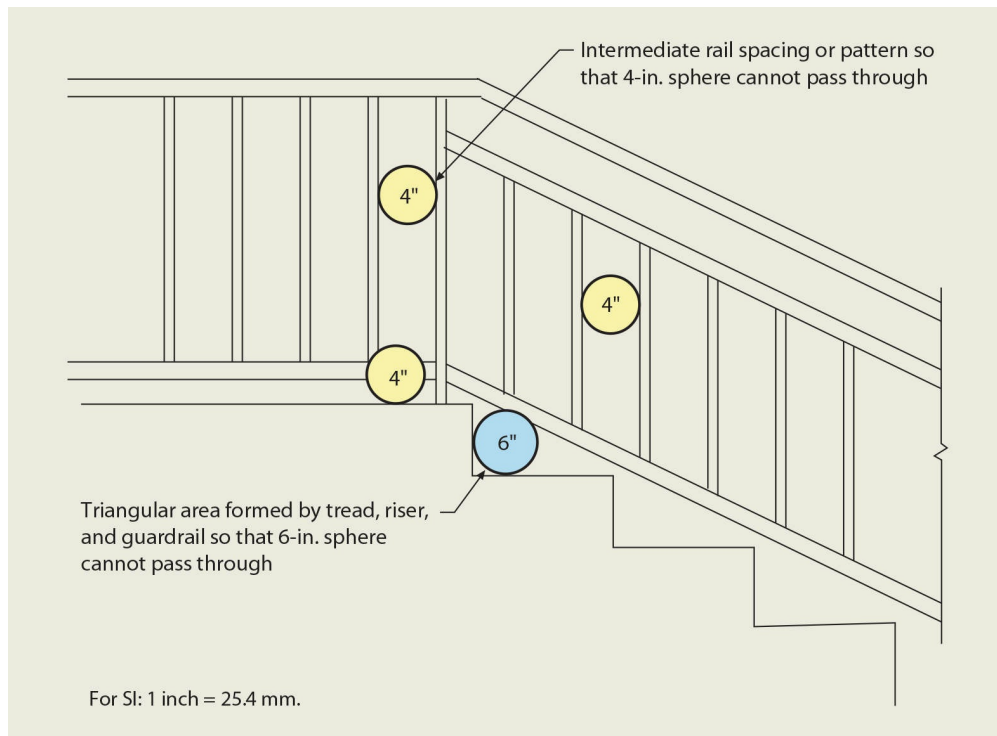 Intermediate rail spacing or pattern so
that 4-in. sphere cannot pass through
4"
4"
4"
6"
Triangular area formed by tread, riser,
and guardrail so that 6-in. sphere
cannot pass through
For SI: 1 inch = 25.4 mm.